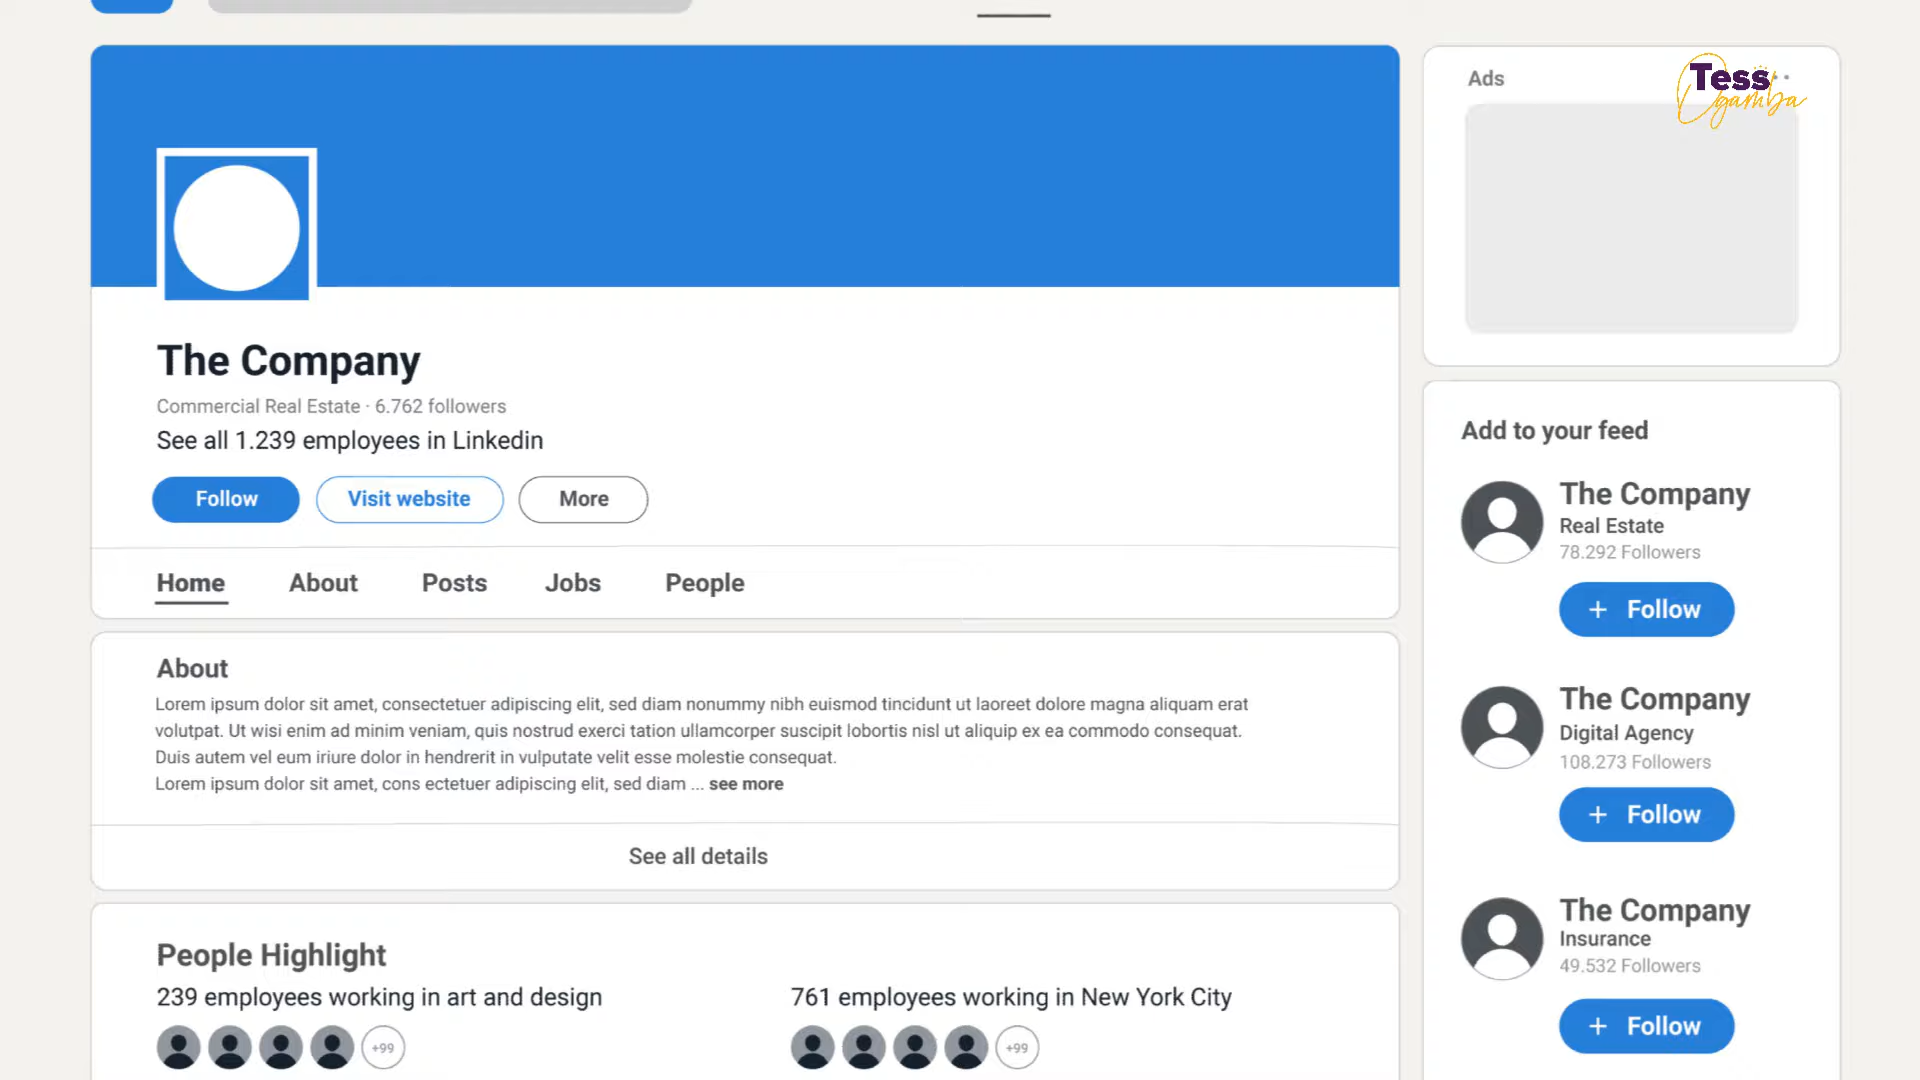 The Company
Commercial Real Estate · 6.762 followers
See all 1.239 employees in Linkedin
Follow
Visit website
More
Home
About
Posts
Jobs
People
About
Lorem ipsum dolor sit amet, consectetuer adipiscing elit, sed diam nonummy nibh euismod tincidunt ut laoreet dolore magna aliquam erat
volutpat. Ut wisi enim ad minim veniam, quis nostrud exerci tation ullamcorper suscipit lobortis nisl ut aliquip ex ea commodo consequat.
Duis autem vel eum iriure dolor in hendrerit in vulputate velit esse molestie consequat.
Lorem ipsum dolor sit amet, cons ectetuer adipiscing elit, sed diam ... see more
See all details
People Highlight
239 employees working in art and design
+99
761 employees working in New York City
+99
Ads
Tess
Ogamba
Add to your feed
The Company
Real Estate
78.292 Followers
+ Follow
The Company
Digital Agency
108.273 Followers
+ Follow
The Company
Insurance
49.532 Followers
+ Follow